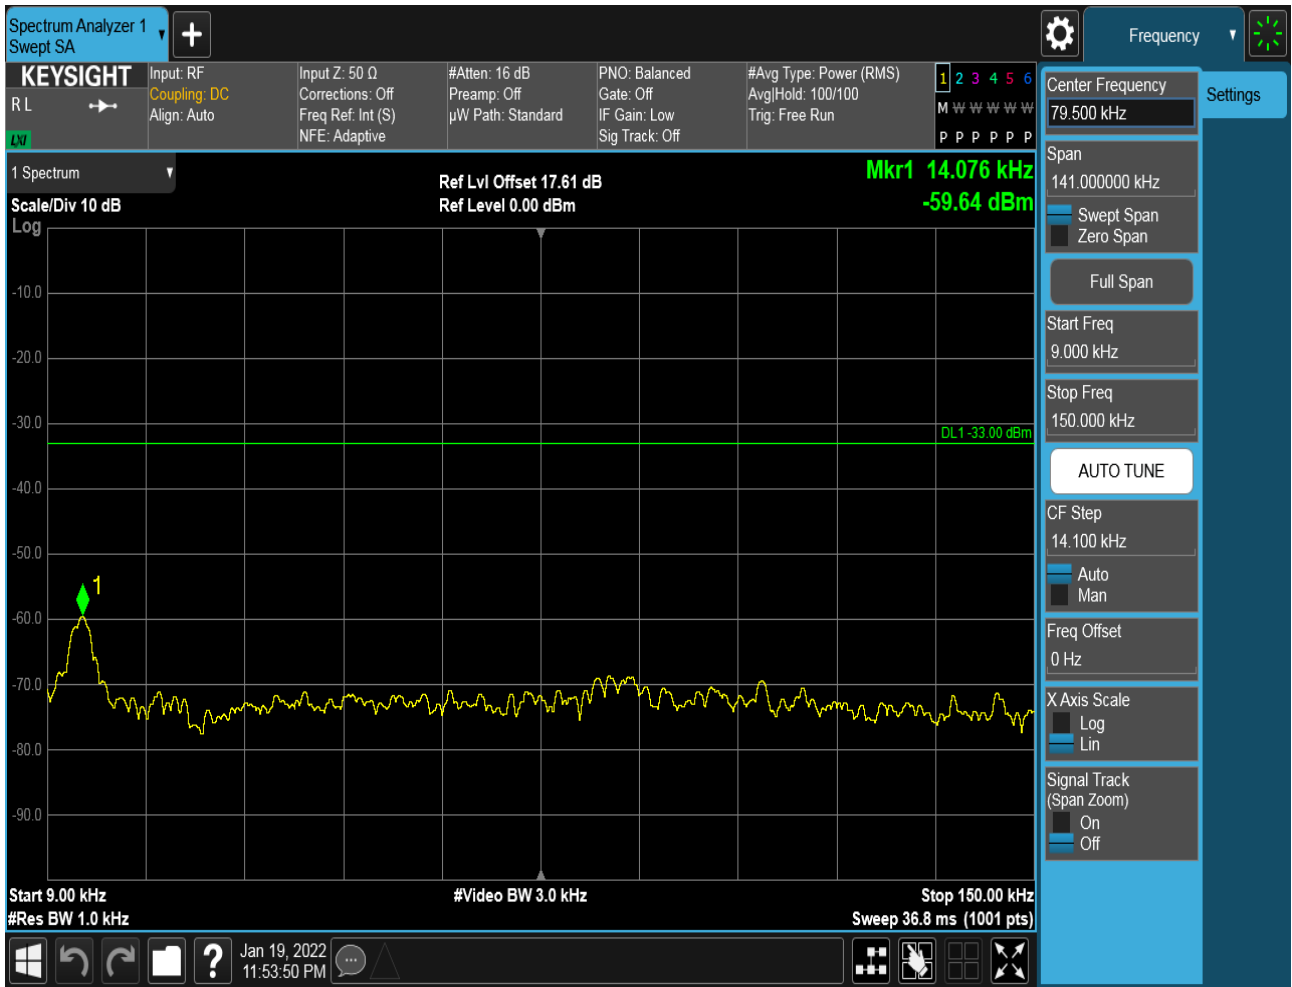 Spectrum Analyzer 1
Swept SA
Frequency
KEYSIGHT
R L
LXI
Input: RF
Coupling: DC
Align: Auto
Input Z: 50 Ω
Corrections: Off
Freq Ref: Int (S)
NFE: Adaptive
#Atten: 16 dB
Preamp: Off
µW Path: Standard
PNO: Balanced
Gate: Off
IF Gain: Low
Sig Track: Off
#Avg Type: Power (RMS)
Avg|Hold: 100/100
Trig: Free Run
1 2 3 4 5 6
M W W W W W
P P P P P P
1 Spectrum
Scale/Div 10 dB
Log
Ref Lvl Offset 17.61 dB
Ref Level 0.00 dBm
Mkr1 14.076 kHz
-59.64 dBm
-10.0
-20.0
-30.0
DL1 -33.00 dBm
-40.0
-50.0
1
-60.0
-70.0
-80.0
-90.0
Start 9.00 kHz
#Video BW 3.0 kHz
Stop 150.00 kHz
#Res BW 1.0 kHz
Sweep 36.8 ms (1001 pts)
Jan 19, 2022
11:53:50 PM
Settings
Center Frequency
79.500 kHz
Span
141.000000 kHz
Swept Span
Zero Span
Full Span
Start Freq
9.000 kHz
Stop Freq
150.000 kHz
AUTO TUNE
CF Step
14.100 kHz
Auto
Man
Freq Offset
0 Hz
X Axis Scale
Log
Lin
Signal Track
(Span Zoom)
On
Off